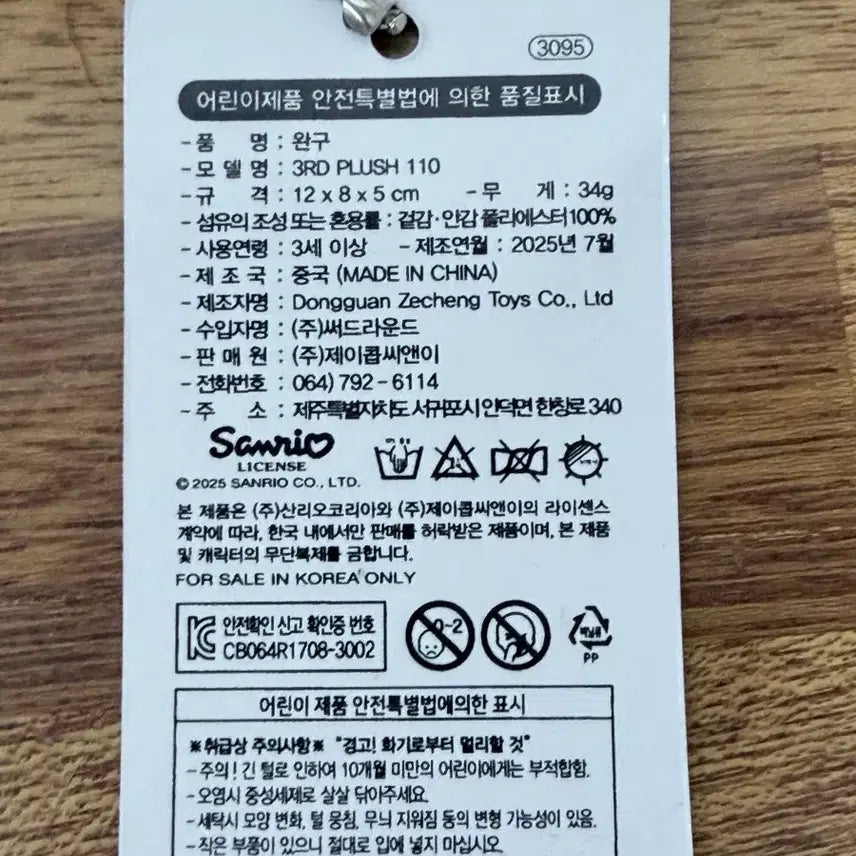 3095
어린이제품 안전특별법에 의한 품질표시
- 품 명 : 완구
- 모 델 명 : 3RD PLUSH 110
- 규 격 : 12 x 8 x 5 cm - 무 게 : 34g
- 섬유의 조성 또는 혼용률 : 겉감·안감 폴리에스터100%
- 사용연령 : 3세 이상 - 제조연월 : 2025년 7월
- 제 조 국 : 중국 (MADE IN CHINA)
- 제조자명 : Dongguan Zecheng Toys Co., Ltd
- 수입자명 : (주)써드라운드
- 판 매 원 : (주)제이콥씨앤이
- 전화번호 : 064) 792-6114
- 주 소 : 제주특별자치도 서귀포시 안덕면 한창로 340
Sanrio
LICENSE
© 2025 SANRIO CO., LTD.
본 제품은 (주)산리오코리아와 (주)제이콥씨앤이의 라이센스
계약에 따라, 한국 내에서만 판매를 허락받은 제품이며, 본 제품
및 캐릭터의 무단복제를 금합니다.
FOR SALE IN KOREA ONLY
안전확인 신고 확인증 번호
CB064R1708-3002
0-2
비닐류
PP
어린이 제품 안전특별법에의한 표시
※취급상 주의사항※ "경고! 화기로부터 멀리할 것"
- 주의! 긴 털로 인하여 10개월 미만의 어린이에게는 부적합함.
- 오염시 중성세제로 살살 닦아주세요.
- 세탁시 모양 변화, 털 뭉침, 무늬 지워짐 등의 변형 가능성이 있음.
- 작은 부품이 있으니 절대로 입에 넣지 마십시오